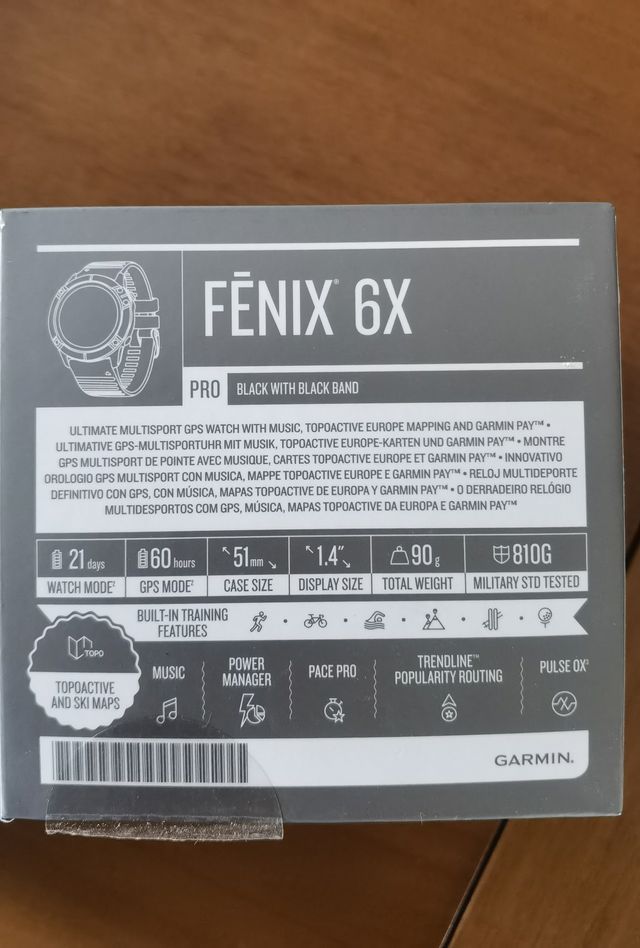 FĒNIX® 6X
PRO BLACK WITH BLACK BAND
ULTIMATE MULTISPORT GPS WATCH WITH MUSIC, TOPOACTIVE EUROPE MAPPING AND GARMIN PAY™ •
ULTIMATIVE GPS-MULTISPORTUHR MIT MUSIK, TOPOACTIVE EUROPE-KARTEN UND GARMIN PAY™ • MONTRE
GPS MULTISPORT DE POINTE AVEC MUSIQUE, CARTES TOPOACTIVE EUROPE ET GARMIN PAY™ • INNOVATIVO
OROLOGIO GPS MULTISPORT CON MUSICA, MAPPE TOPOACTIVE EUROPE E GARMIN PAY™ • RELOJ MULTIDEPORTE
DEFINITIVO CON GPS, CON MÚSICA, MAPAS TOPOACTIVE DE EUROPA Y GARMIN PAY™ • O DERRADEIRO RELÓGIO
MULTIDESPORTOS COM GPS, MÚSICA, MAPAS TOPOACTIVE DA EUROPA E GARMIN PAY™
21 days 60 hours 51mm 1.4″ 90g 810G
WATCH MODE² GPS MODE² CASE SIZE DISPLAY SIZE TOTAL WEIGHT MILITARY STD TESTED
BUILT-IN TRAINING
FEATURES
TOPO
TOPOACTIVE
AND SKI MAPS
MUSIC
POWER
MANAGER
PACE PRO
TRENDLINE™
POPULARITY ROUTING
PULSE OX²
GARMIN.